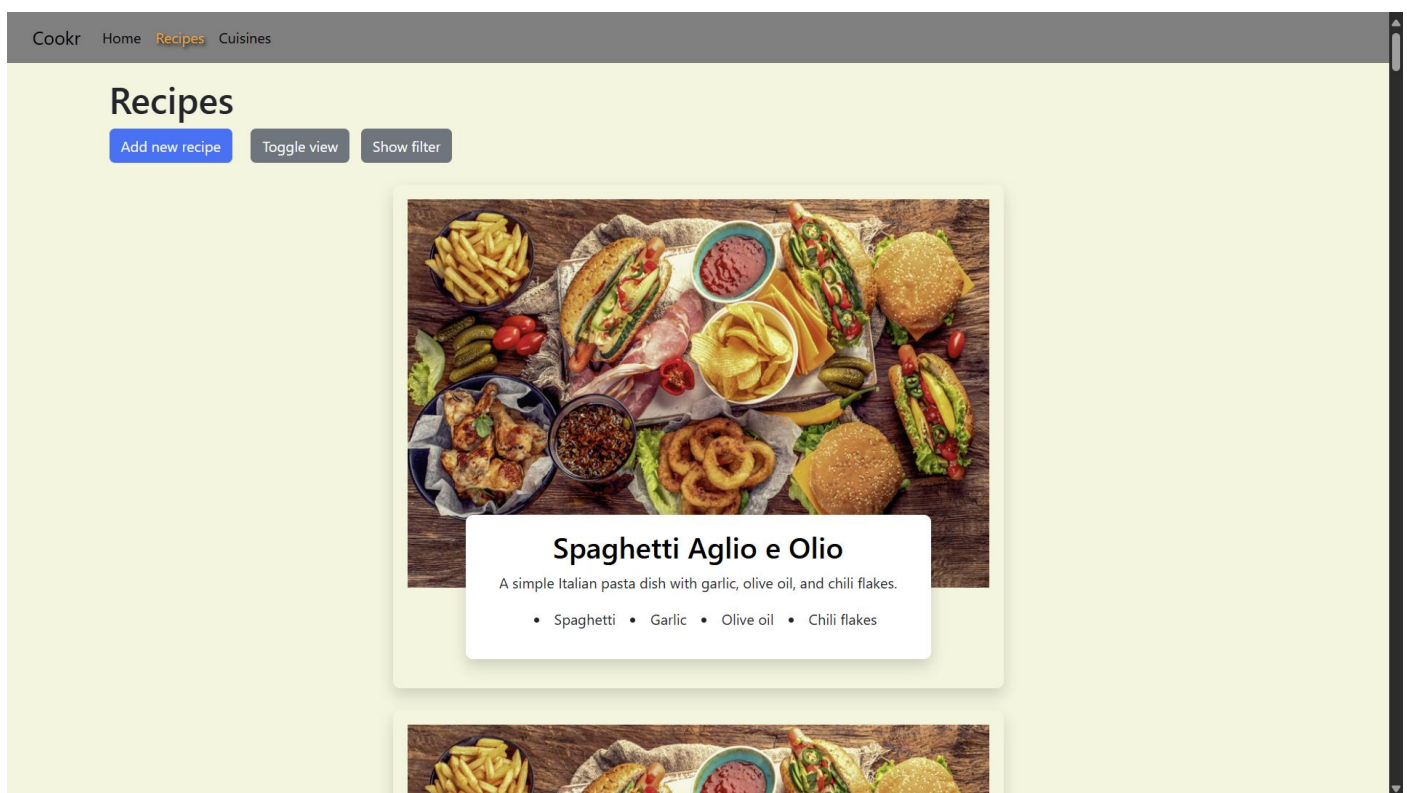 Cookr Home Recipes Cuisines
Recipes
Add new recipe Toggle view Show filter
Spaghetti Aglio e Olio
A simple Italian pasta dish with garlic, olive oil, and chili flakes.
• Spaghetti • Garlic • Olive oil • Chili flakes